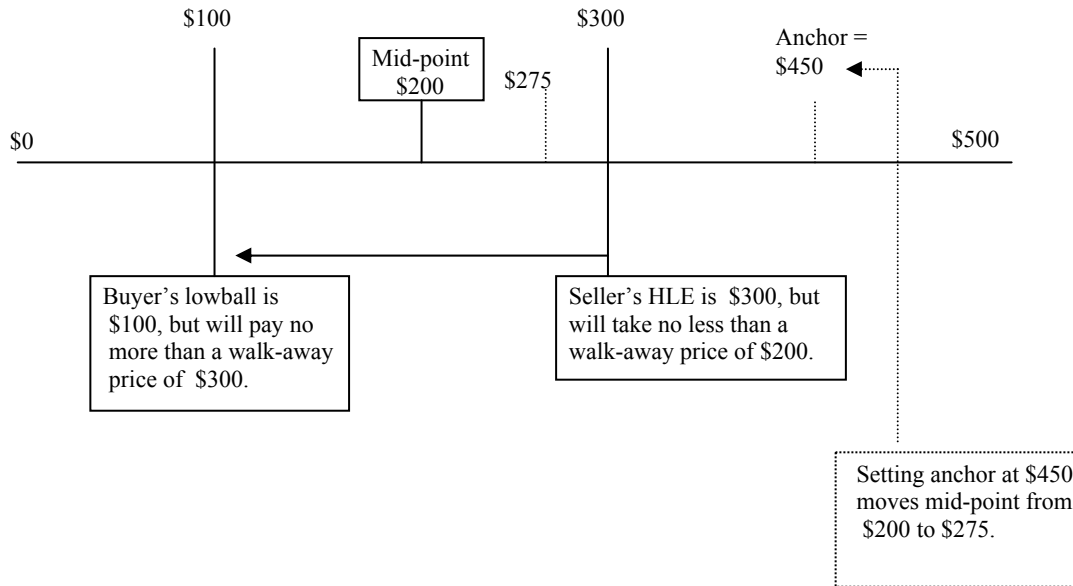 $100
$300
Anchor =
$450
Mid-point
$200
$275
$0
$500
Buyer’s lowball is
$100, but will pay no
more than a walk-away
price of  $300.
Seller’s HLE is  $300, but
will take no less than a
walk-away price of $200.
Setting anchor at $450
moves mid-point from
$200 to $275.